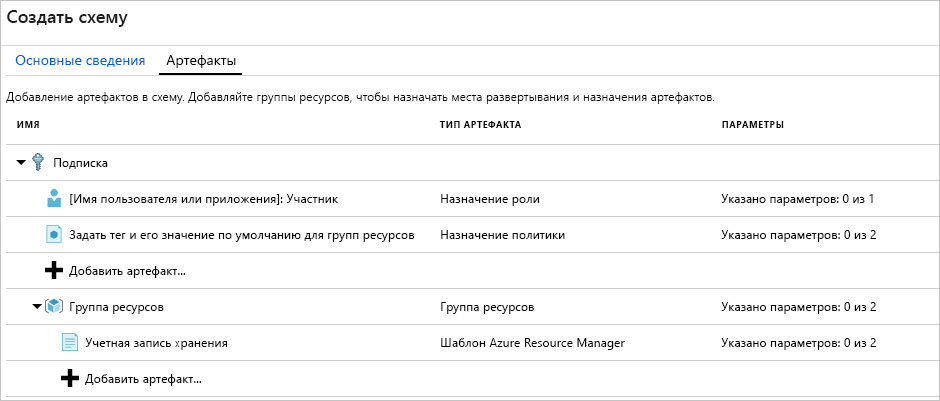 Создать схему
Основные сведения Артефакты
Добавление артефактов в схему. Добавляйте группы ресурсов, чтобы назначать места развертывания и назначения артефактов.
ИМЯ ТИП АРТЕФАКТА ПАРАМЕТРЫ
Подписка
[Имя пользователя или приложения]: Участник Назначение роли Указано параметров: 0 из 1
Задать тег и его значение по умолчанию для групп ресурсов Назначение политики Указано параметров: 0 из 2
Добавить артефакт...
Группа ресурсов Группа ресурсов Указано параметров: 0 из 2
Учетная запись хранения Шаблон Azure Resource Manager Указано параметров: 0 из 2
Добавить артефакт...